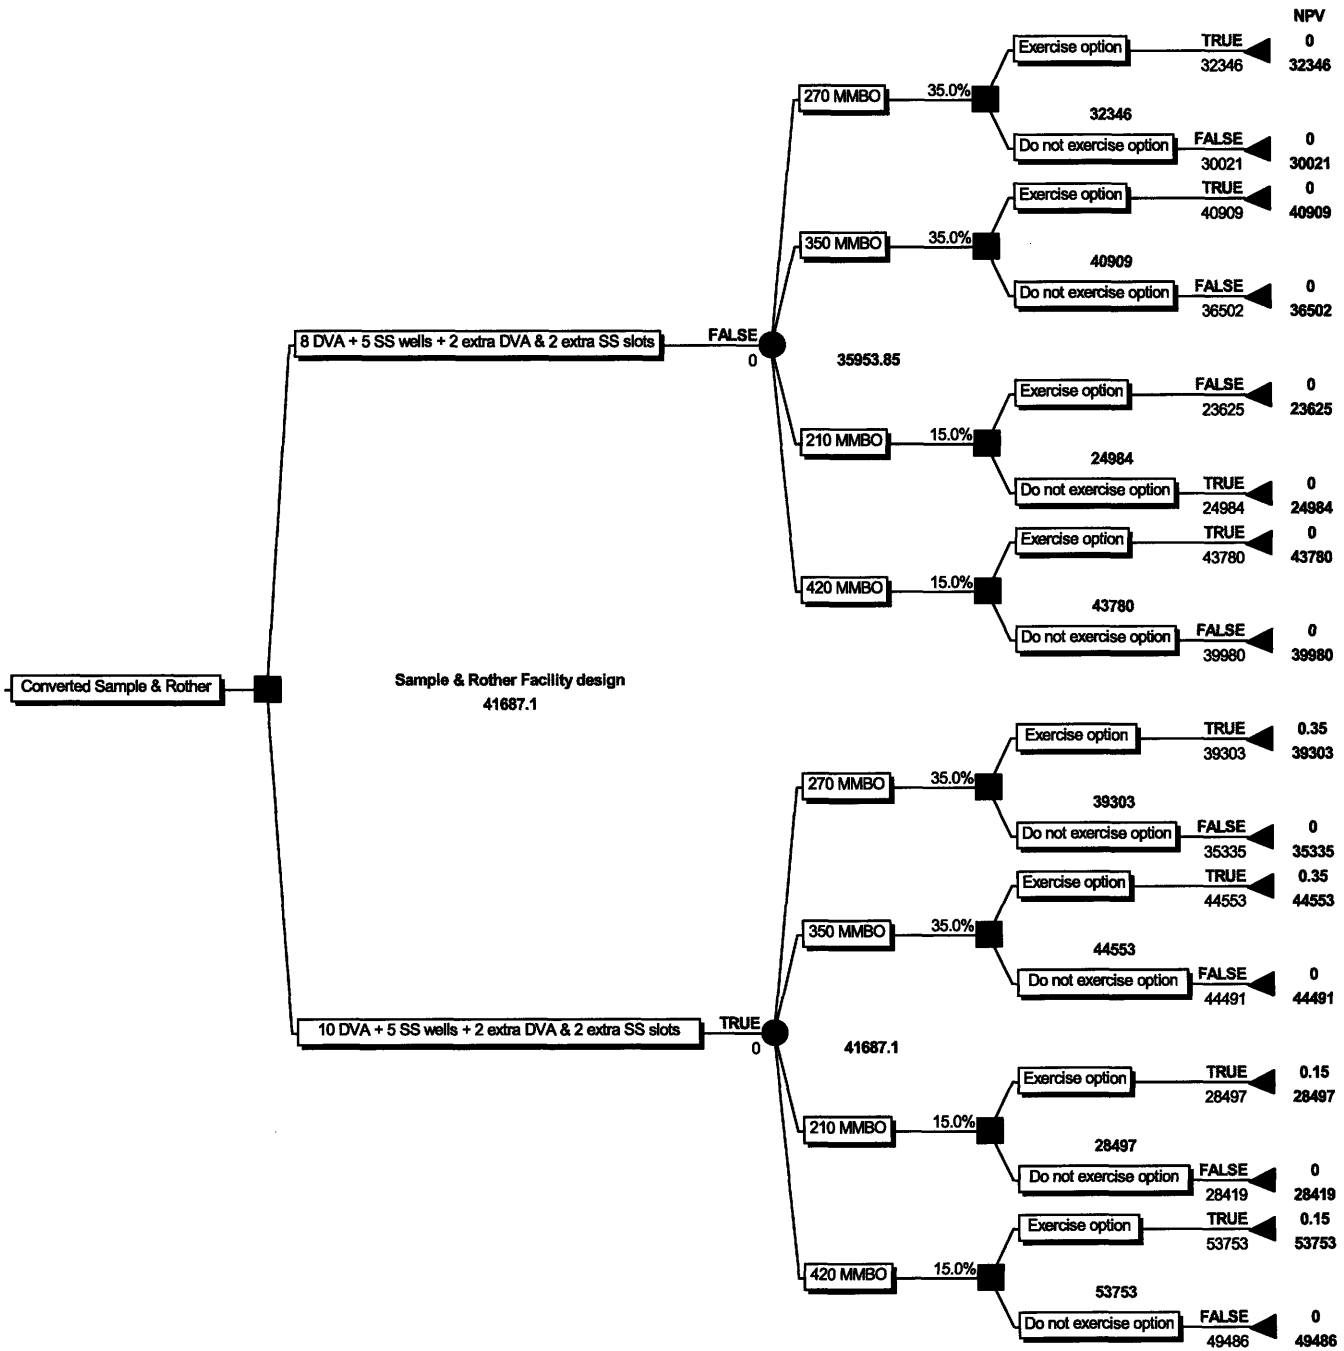 NPV
Exercise option TRUE 0
32346 32346
270 MMBO 35.0%
32346
Do not exercise option FALSE 0
30021 30021
Exercise option TRUE 0
40909 40909
350 MMBO 35.0%
40909
Do not exercise option FALSE 0
36502 36502
8 DVA + 5 SS wells + 2 extra DVA & 2 extra SS slots FALSE
0 35953.85
Exercise option FALSE 0
23625 23625
210 MMBO 15.0%
24984
Do not exercise option TRUE 0
24984 24984
Exercise option TRUE 0
43780 43780
420 MMBO 15.0%
43780
Do not exercise option FALSE 0
39980 39980
Converted Sample & Rother
Sample & Rother Facility design
41687.1
Exercise option TRUE 0.35
39303 39303
270 MMBO 35.0%
39303
Do not exercise option FALSE 0
35335 35335
Exercise option TRUE 0.35
44553 44553
350 MMBO 35.0%
44553
Do not exercise option FALSE 0
44491 44491
10 DVA + 5 SS wells + 2 extra DVA & 2 extra SS slots TRUE
0 41687.1
Exercise option TRUE 0.15
28497 28497
210 MMBO 15.0%
28497
Do not exercise option FALSE 0
28419 28419
Exercise option TRUE 0.15
53753 53753
420 MMBO 15.0%
53753
Do not exercise option FALSE 0
49486 49486